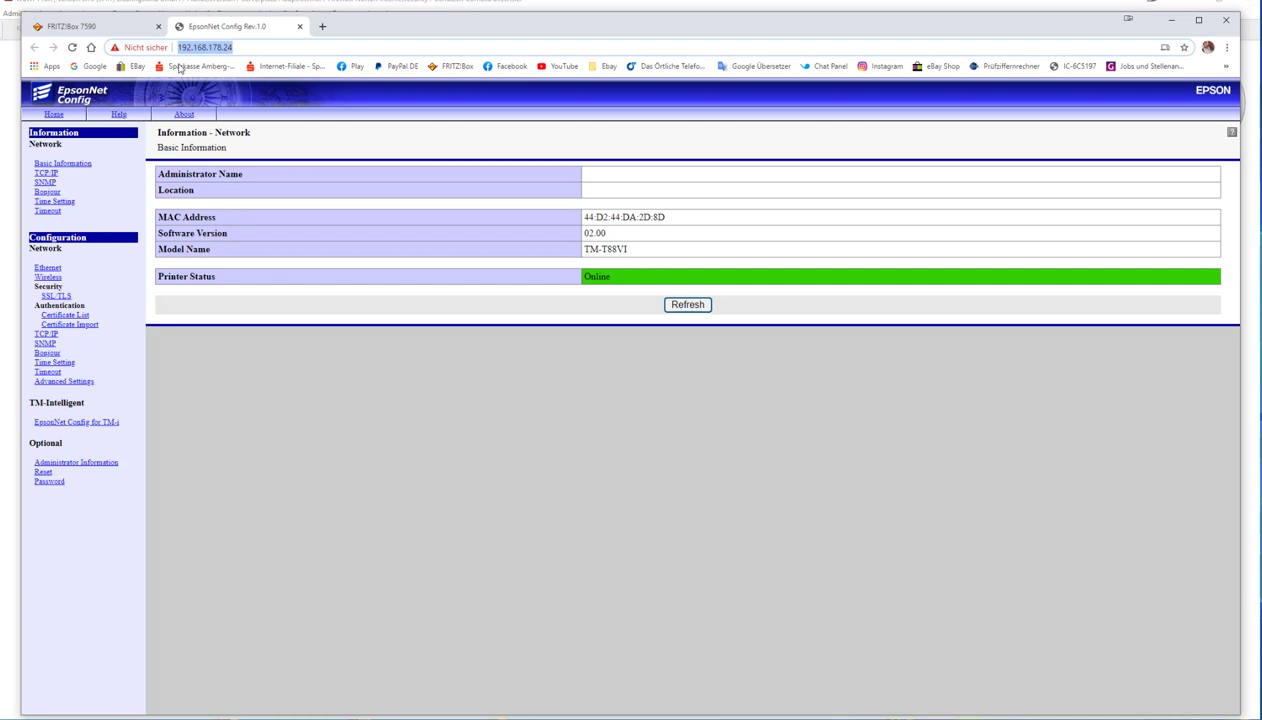 FRITZ!Box 7590
EpsonNet Config Rev.1.0
Nicht sicher 192.168.178.24
Apps Google EBay Sparkasse Amberg-... Internet-Filiale - Sp... Play PayPal DE FRITZ!Box Facebook YouTube Ebay Das Örtliche Telefo... Google Übersetzer Chat Panel Instagram eBay Shop Prüfziffernrechner IC-6C5197 Jobs und Stellenan... »
EpsonNet
Config
EPSON
Home Help About
Information
Network
Basic Information
TCP/IP
SNMP
Bonjour
Time Setting
Timeout
Configuration
Network
Ethernet
Wireless
Security
SSL/TLS
Authentication
Certificate List
Certificate Import
TCP/IP
SNMP
Bonjour
Time Setting
Timeout
Advanced Settings
TM-Intelligent
EpsonNet Config for TM-i
Optional
Administrator Information
Reset
Password
Information - Network
?
Basic Information
Administrator Name
Location
MAC Address 44:D2:44:DA:2D:8D
Software Version 02.00
Model Name TM-T88VI
Printer Status Online
Refresh